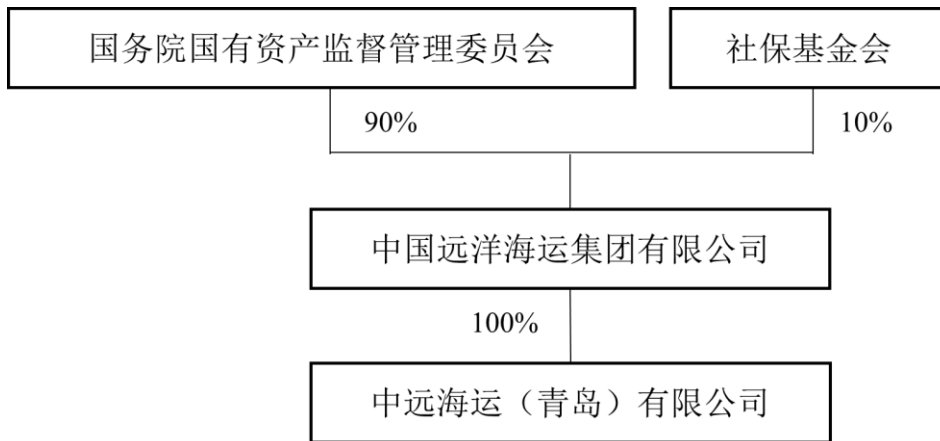 国务院国有资产监督管理委员会
社保基金会
90%
10%
中国远洋海运集团有限公司
100%
中远海运（青岛）有限公司